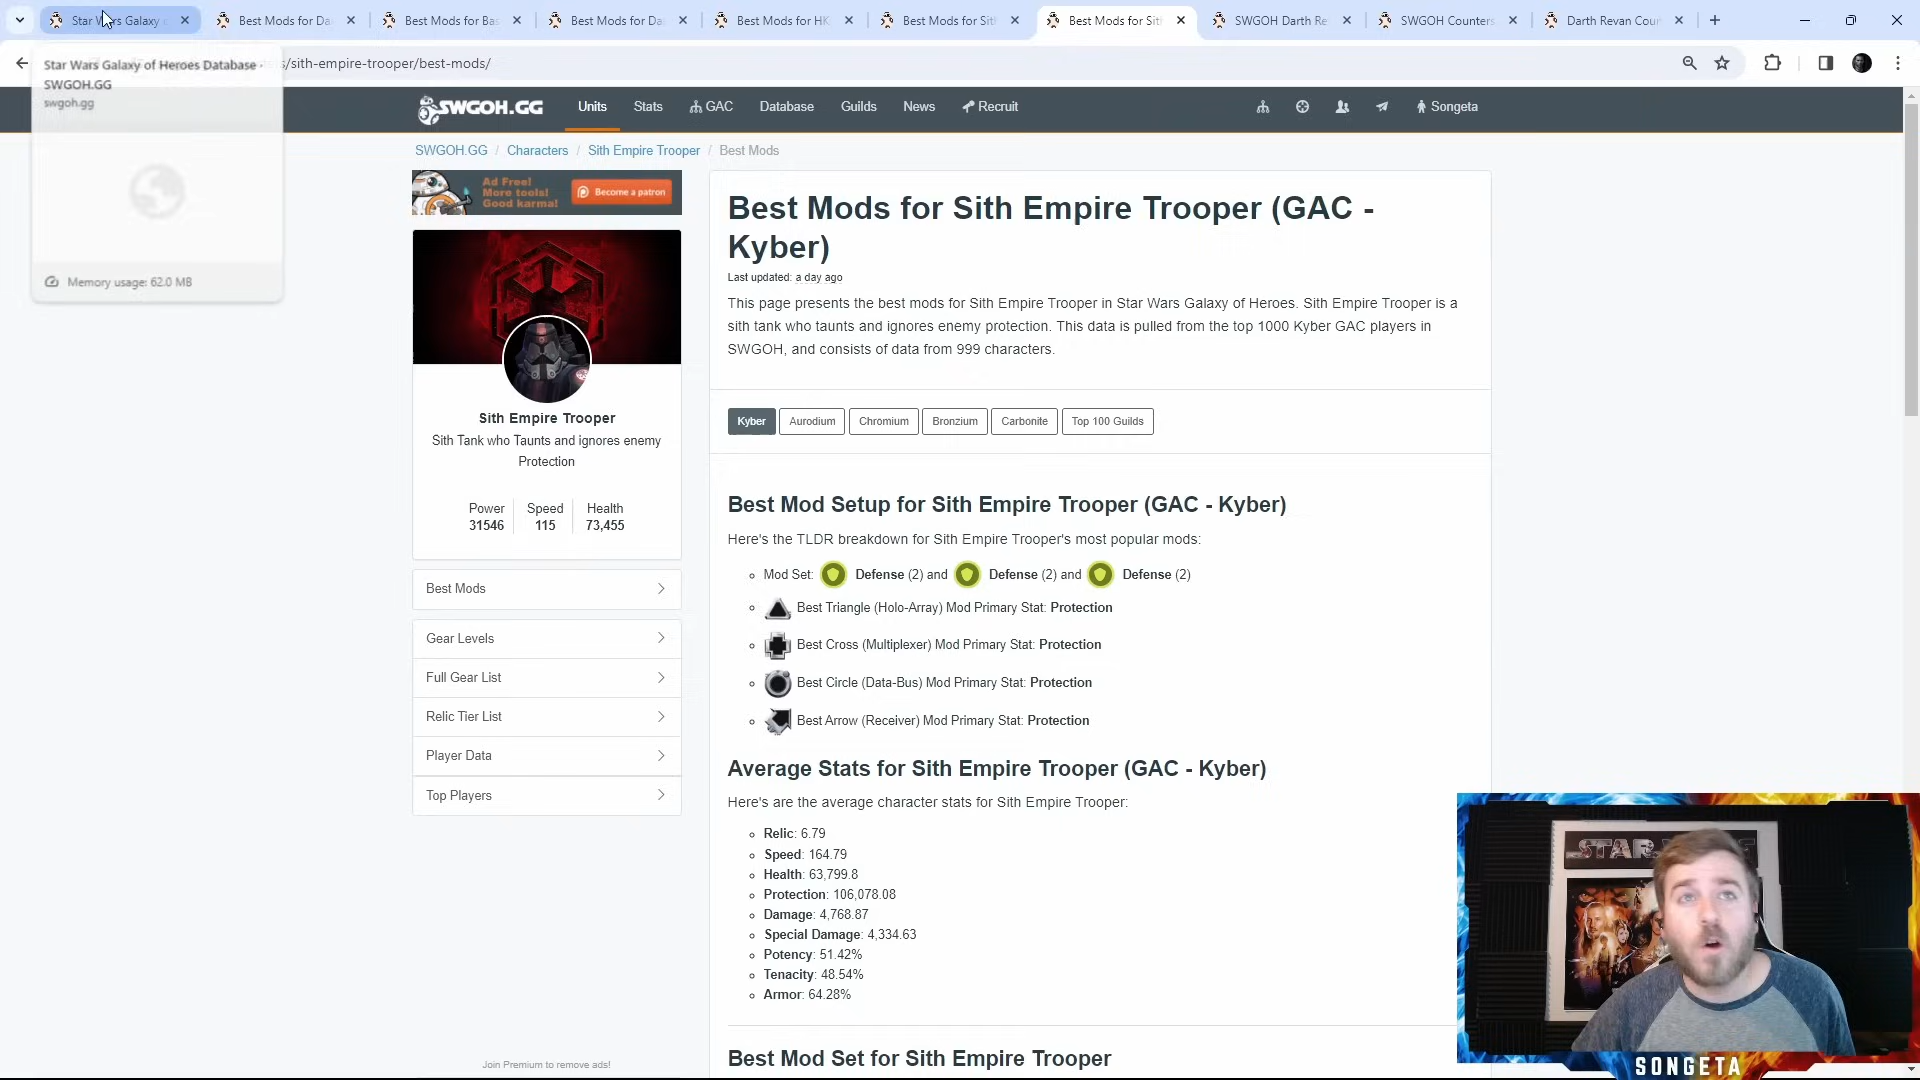 Star Wars Galaxy o
Best Mods for Da
Best Mods for Bas
Best Mods for Da
Best Mods for HK
Best Mods for Sit
Best Mods for Sit
SWGOH Darth Re
SWGOH Counters
Darth Revan Coun
/sith-empire-trooper/best-mods/
Star Wars Galaxy of Heroes Database -
SWGOH.GG
swgoh.gg
Memory usage: 62.0 MB
SWGOH.GG
Units
Stats
GAC
Database
Guilds
News
Recruit
Songeta
SWGOH.GG / Characters / Sith Empire Trooper / Best Mods
Ad Free!
More tools!
Good karma!
Become a patron
Sith Empire Trooper
Sith Tank who Taunts and ignores enemy
Protection
Power Speed Health
31546 115 73,455
Best Mods
Gear Levels
Full Gear List
Relic Tier List
Player Data
Top Players
Join Premium to remove ads!
Best Mods for Sith Empire Trooper (GAC -
Kyber)
Last updated: a day ago
This page presents the best mods for Sith Empire Trooper in Star Wars Galaxy of Heroes. Sith Empire Trooper is a
sith tank who taunts and ignores enemy protection. This data is pulled from the top 1000 Kyber GAC players in
SWGOH, and consists of data from 999 characters.
Kyber
Aurodium
Chromium
Bronzium
Carbonite
Top 100 Guilds
Best Mod Setup for Sith Empire Trooper (GAC - Kyber)
Here's the TLDR breakdown for Sith Empire Trooper's most popular mods:
Mod Set: Defense (2) and Defense (2) and Defense (2)
Best Triangle (Holo-Array) Mod Primary Stat: Protection
Best Cross (Multiplexer) Mod Primary Stat: Protection
Best Circle (Data-Bus) Mod Primary Stat: Protection
Best Arrow (Receiver) Mod Primary Stat: Protection
Average Stats for Sith Empire Trooper (GAC - Kyber)
Here's are the average character stats for Sith Empire Trooper:
Relic: 6.79
Speed: 164.79
Health: 63,799.8
Protection: 106,078.08
Damage: 4,768.87
Special Damage: 4,334.63
Potency: 51.42%
Tenacity: 48.54%
Armor: 64.28%
Best Mod Set for Sith Empire Trooper
SONGETA